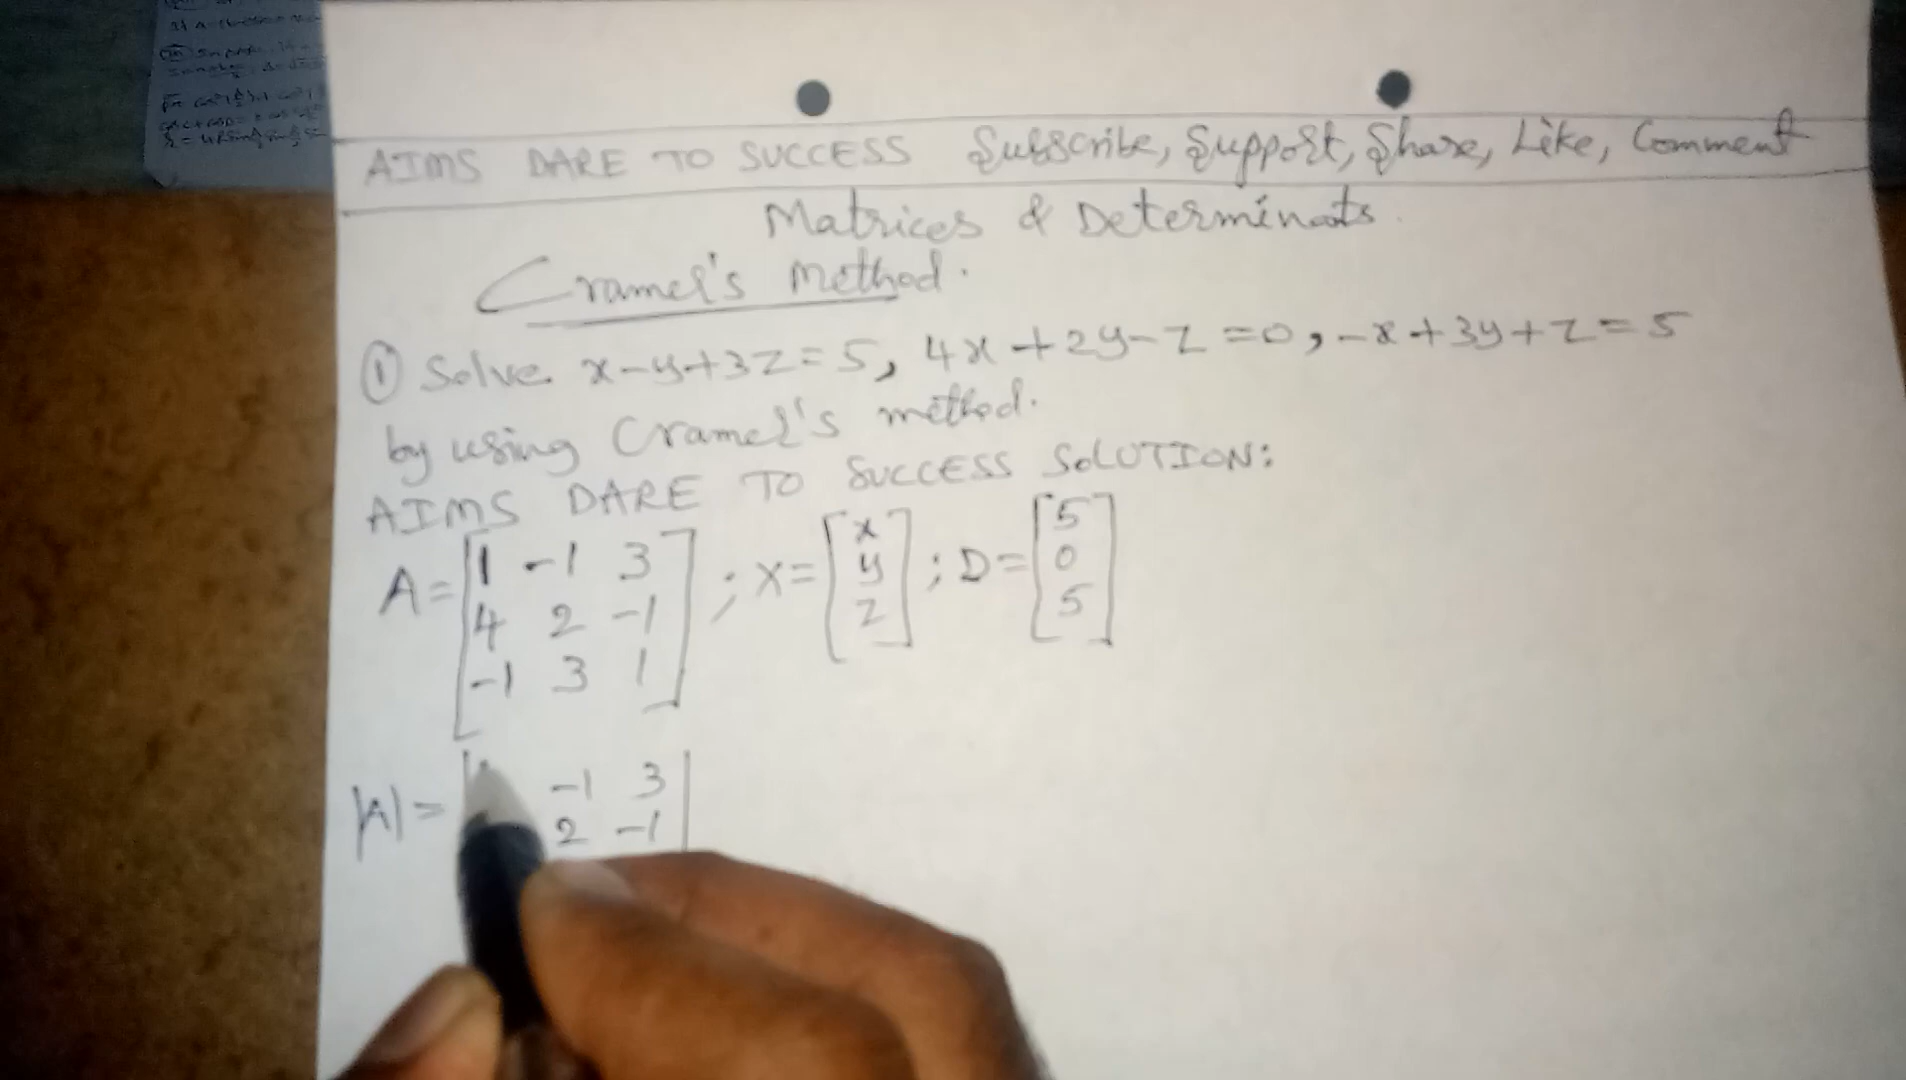 AIMS DARE TO SUCCESS Subscribe, Support, Share, Like, Comment
Matrices & Determinats.
Cramer's Method.
① Solve x-y+3z=5, 4x+2y-z=0, -x+3y+z=5
by using Cramer's method.
AIMS DARE TO SUCCESS SOLUTION:
A= [1 -1 3] ; X= [x] ; D= [5]
[4 2 -1] [y] [0]
[-1 3 1] [z] [5]
|A| = | -1 3 |
2 -1